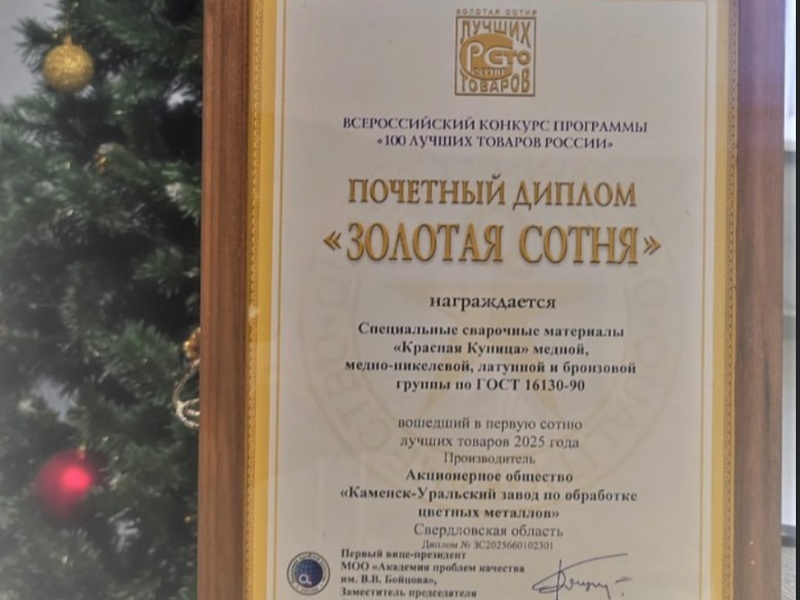 ЗОЛОТАЯ СОТНЯ
ЛУЧШИХ
СТО
ТОВАРОВ
ВСЕРОССИЙСКИЙ КОНКУРС ПРОГРАММЫ
«100 ЛУЧШИХ ТОВАРОВ РОССИИ»
ПОЧЕТНЫЙ ДИПЛОМ
«ЗОЛОТАЯ СОТНЯ»
награждается
Специальные сварочные материалы
«Красная Куница» медной,
медно-никелевой, латунной и бронзовой
группы по ГОСТ 16130-90
вошедший в первую сотню
лучших товаров 2025 года
Производитель
Акционерное общество
«Каменск-Уральский завод по обработке
цветных металлов»
Свердловская область
Диплом № ЗС2025660102301
Первый вице-президент
МОО «Академия проблем качества
им. В.В. Бойцова»,
Заместитель председателя